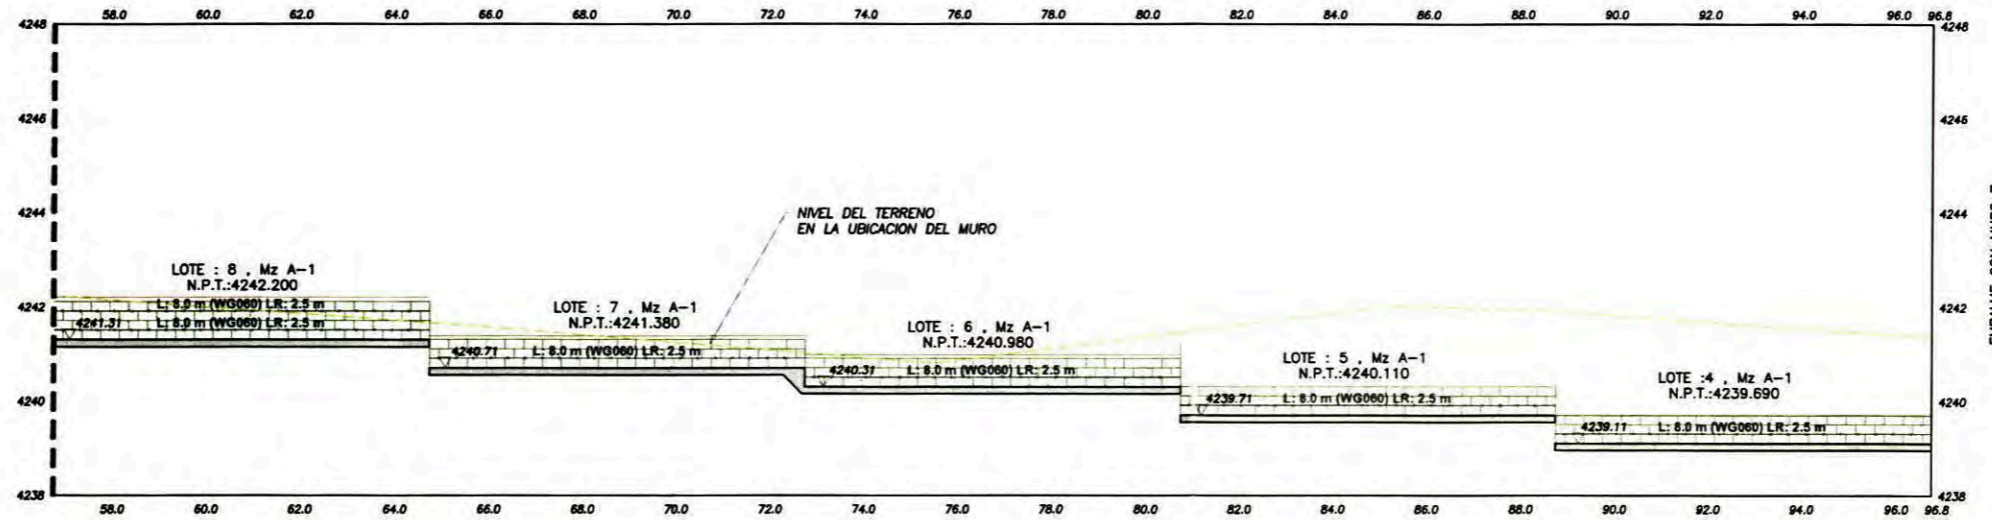 58.0 60.0 62.0 64.0 66.0 68.0 70.0 72.0 74.0 76.0 78.0 80.0 82.0 84.0 86.0 88.0 90.0 92.0 94.0 96.0 96.8
4248 4248
4246 4246
4244 4244
NIVEL DEL TERRENO
EN LA UBICACION DEL MURO
LOTE : 8 , Mz A-1
N.P.T.:4242.200
L: 8.0 m (WG060) LR: 2.5 m
4241.31 L: 8.0 m (WG060) LR: 2.5 m
4242 4242
LOTE : 7 , Mz A-1
N.P.T.:4241.380
4240.71 L: 8.0 m (WG060) LR: 2.5 m
LOTE : 6 , Mz A-1
N.P.T.:4240.980
4240.31 L: 8.0 m (WG060) LR: 2.5 m
LOTE : 5 , Mz A-1
N.P.T.:4240.110
4239.71 L: 8.0 m (WG060) LR: 2.5 m
LOTE :4 , Mz A-1
N.P.T.:4239.690
4239.11 L: 8.0 m (WG060) LR: 2.5 m
4240 4240
4238 4238
58.0 60.0 62.0 64.0 66.0 68.0 70.0 72.0 74.0 76.0 78.0 80.0 82.0 84.0 86.0 88.0 90.0 92.0 94.0 96.0 96.8